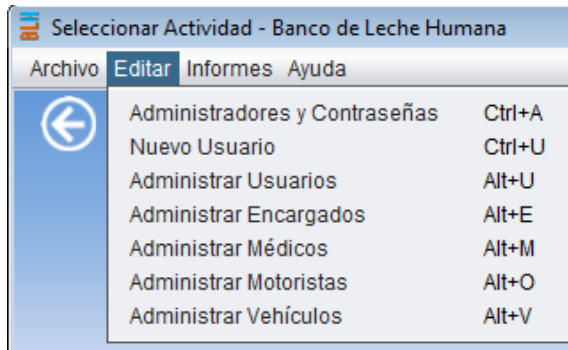 BLH Seleccionar Actividad - Banco de Leche Humana
Archivo Editar Informes Ayuda
Administradores y Contraseñas Ctrl+A
Nuevo Usuario Ctrl+U
Administrar Usuarios Alt+U
Administrar Encargados Alt+E
Administrar Médicos Alt+M
Administrar Motoristas Alt+O
Administrar Vehículos Alt+V